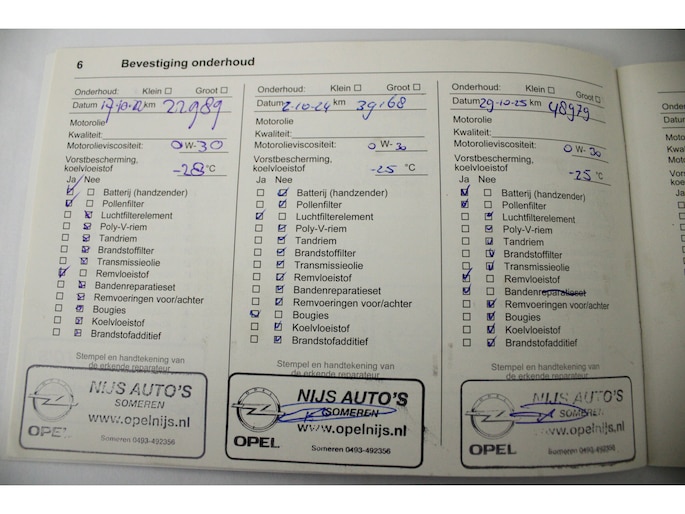 6 Bevestiging onderhoud
Onderhoud: Klein ☐ Groot ☐
Datum 17-10-22 km 22989
Motorolie
Kwaliteit:
Motorolieviscositeit: 0 W-30
Vorstbescherming,
koelvloeistof -28 °C
Ja Nee
Batterij (handzender)
Pollenfilter
Luchtfilterelement
Poly-V-riem
Tandriem
Brandstoffilter
Transmissieolie
Remvloeistof
Bandenreparatieset
Remvoeringen voor/achter
Bougies
Koelvloeistof
Brandstofadditief
Stempel en handtekening van
de erkende reparateur
NIJS AUTO'S
SOMEREN
www.opelnijs.nl
OPEL
Someren 0493-492356
Onderhoud: Klein ☐ Groot ☐
Datum 2-10-24 km 39168
Motorolie
Kwaliteit:
Motorolieviscositeit: 0 W-30
Vorstbescherming,
koelvloeistof -25 °C
Ja Nee
Batterij (handzender)
Pollenfilter
Luchtfilterelement
Poly-V-riem
Tandriem
Brandstoffilter
Transmissieolie
Remvloeistof
Bandenreparatieset
Remvoeringen voor/achter
Bougies
Koelvloeistof
Brandstofadditief
Stempel en handtekening van
de erkende reparateur
NIJS AUTO'S
SOMEREN
www.opelnijs.nl
OPEL
Someren 0493-492356
Onderhoud: Klein ☐ Groot ☐
Datum 29-10-25 km 48979
Motorolie
Kwaliteit:
Motorolieviscositeit: 0 W-30
Vorstbescherming,
koelvloeistof -25 °C
Ja Nee
Batterij (handzender)
Pollenfilter
Luchtfilterelement
Poly-V-riem
Tandriem
Brandstoffilter
Transmissieolie
Remvloeistof
Bandenreparatieset
Remvoeringen voor/achter
Bougies
Koelvloeistof
Brandstofadditief
Stempel en handtekening van
de erkende reparateur
NIJS AUTO'S
SOMEREN
www.opelnijs.nl
OPEL
Someren 0493-492356